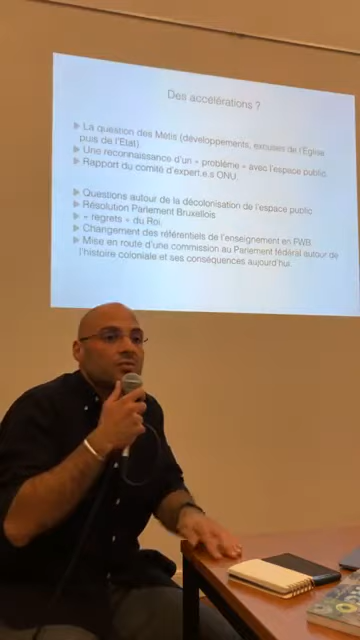 Des accélérations ?
La question des Métis (développements, excuses de l'Eglise
puis de l'Etat)
Une reconnaissance d'un « problème » avec l'espace public
Rapport du comité d'expert.e.s ONU
Questions autour de la décolonisation de l'espace public
Résolution Parlement Bruxellois
« regrets » du Roi
Changement des référentiels de l'enseignement en FWB
Mise en route d'une commission au Parlement fédéral autour de
l'histoire coloniale et ses conséquences aujourd'hui